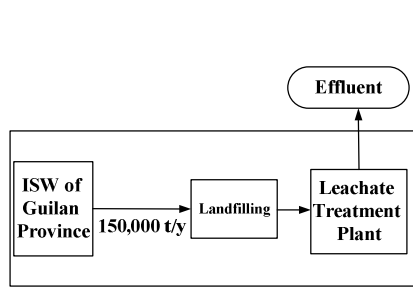 Effluent
ISW of
Guilan
Province
150,000 t/y
Landfilling
Leachate
Treatment
Plant